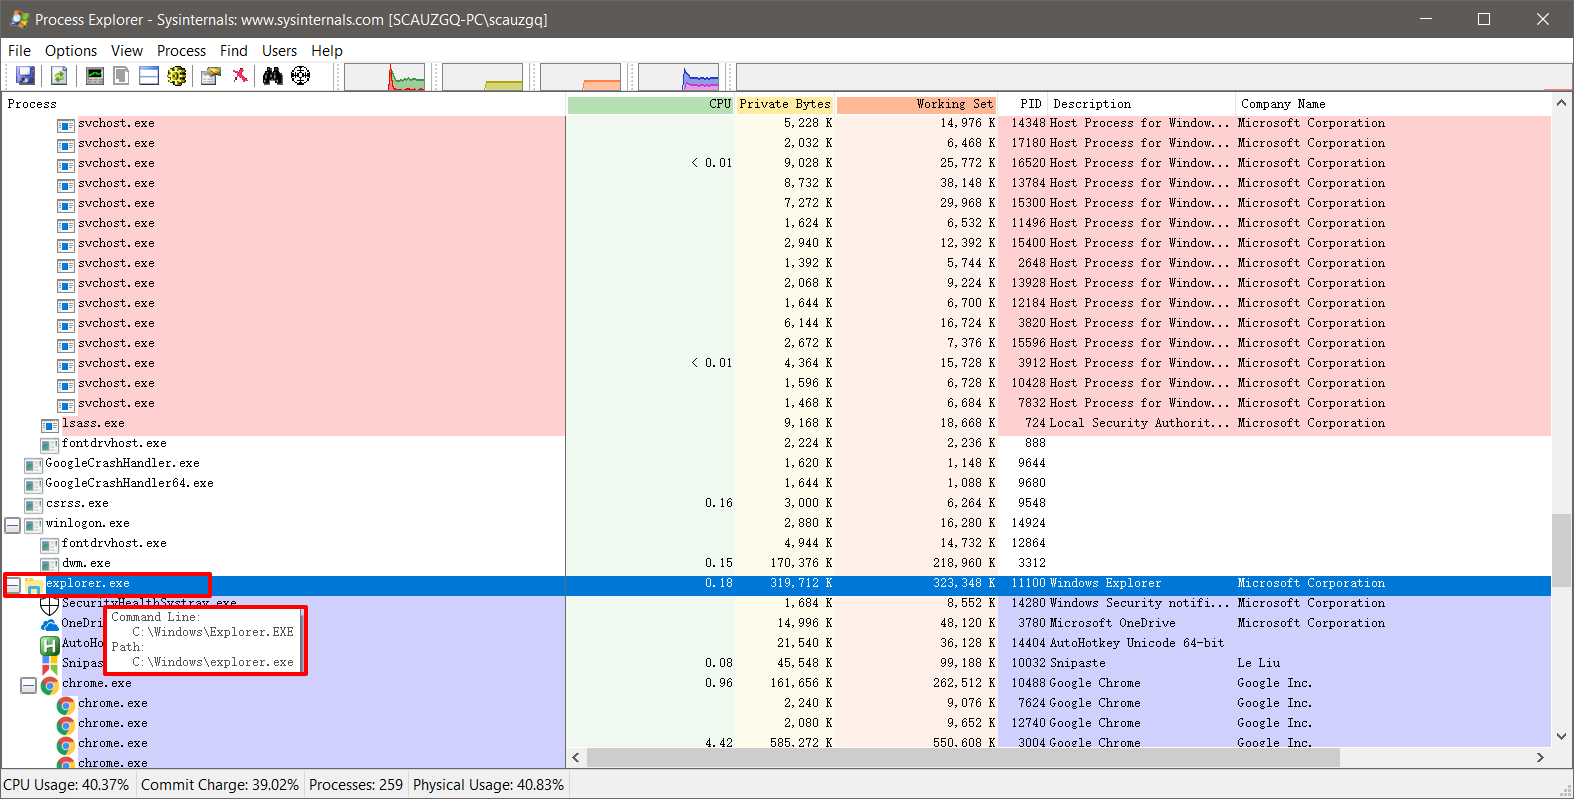 Process Explorer - Sysinternals: www.sysinternals.com [SCAUZGQ-PC\scauzgq]
File Options View Process Find Users Help
Process CPU Private Bytes Working Set PID Description Company Name
svchost.exe 5,228 K 14,976 K 14348 Host Process for Window... Microsoft Corporation
svchost.exe 2,032 K 6,468 K 17180 Host Process for Window... Microsoft Corporation
svchost.exe < 0.01 9,028 K 25,772 K 16520 Host Process for Window... Microsoft Corporation
svchost.exe 8,732 K 38,148 K 13784 Host Process for Window... Microsoft Corporation
svchost.exe 7,272 K 29,968 K 15300 Host Process for Window... Microsoft Corporation
svchost.exe 1,624 K 6,532 K 11496 Host Process for Window... Microsoft Corporation
svchost.exe 2,940 K 12,392 K 15400 Host Process for Window... Microsoft Corporation
svchost.exe 1,392 K 5,744 K 2648 Host Process for Window... Microsoft Corporation
svchost.exe 2,068 K 9,224 K 13928 Host Process for Window... Microsoft Corporation
svchost.exe 1,644 K 6,700 K 12184 Host Process for Window... Microsoft Corporation
svchost.exe 6,144 K 16,724 K 3820 Host Process for Window... Microsoft Corporation
svchost.exe 2,672 K 7,376 K 15596 Host Process for Window... Microsoft Corporation
svchost.exe < 0.01 4,364 K 15,728 K 3912 Host Process for Window... Microsoft Corporation
svchost.exe 1,596 K 6,728 K 10428 Host Process for Window... Microsoft Corporation
svchost.exe 1,468 K 6,684 K 7832 Host Process for Window... Microsoft Corporation
lsass.exe 9,168 K 18,668 K 724 Local Security Authorit... Microsoft Corporation
fontdrvhost.exe 2,224 K 2,236 K 888
GoogleCrashHandler.exe 1,620 K 1,148 K 9644
GoogleCrashHandler64.exe 1,644 K 1,088 K 9680
csrss.exe 0.16 3,000 K 6,264 K 9548
winlogon.exe 2,880 K 16,280 K 14924
fontdrvhost.exe 4,944 K 14,732 K 12864
dwm.exe 0.15 170,376 K 218,960 K 3312
explorer.exe 0.18 319,712 K 323,348 K 11100 Windows Explorer Microsoft Corporation
SecurityHealthSystray.exe 1,684 K 8,552 K 14280 Windows Security notifi... Microsoft Corporation
OneDri 14,996 K 48,120 K 3780 Microsoft OneDrive Microsoft Corporation
AutoHo 21,540 K 36,128 K 14404 AutoHotkey Unicode 64-bit
Snipas 0.08 45,548 K 99,188 K 10032 Snipaste Le Liu
Command Line:
C:\Windows\Explorer.EXE
Path:
C:\Windows\explorer.exe
chrome.exe 0.96 161,656 K 262,512 K 10488 Google Chrome Google Inc.
chrome.exe 2,240 K 9,076 K 7624 Google Chrome Google Inc.
chrome.exe 2,080 K 9,652 K 12740 Google Chrome Google Inc.
chrome.exe 4.42 585,272 K 550,608 K 3004 Google Chrome Google Inc.
chrome.exe
CPU Usage: 40.37% Commit Charge: 39.02% Processes: 259 Physical Usage: 40.83%